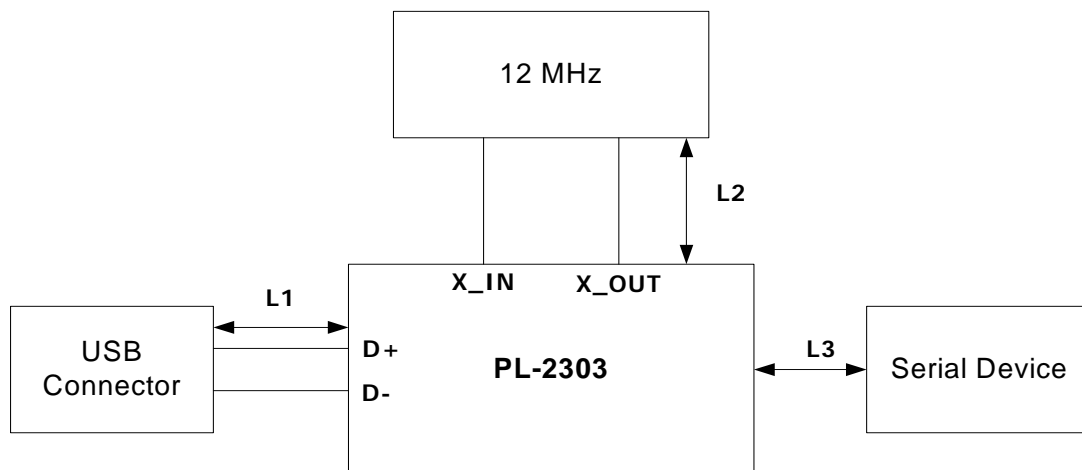 12 MHz
L2
X_IN
X_OUT
L1
USB
Connector
D+
D-
PL-2303
L3
Serial Device